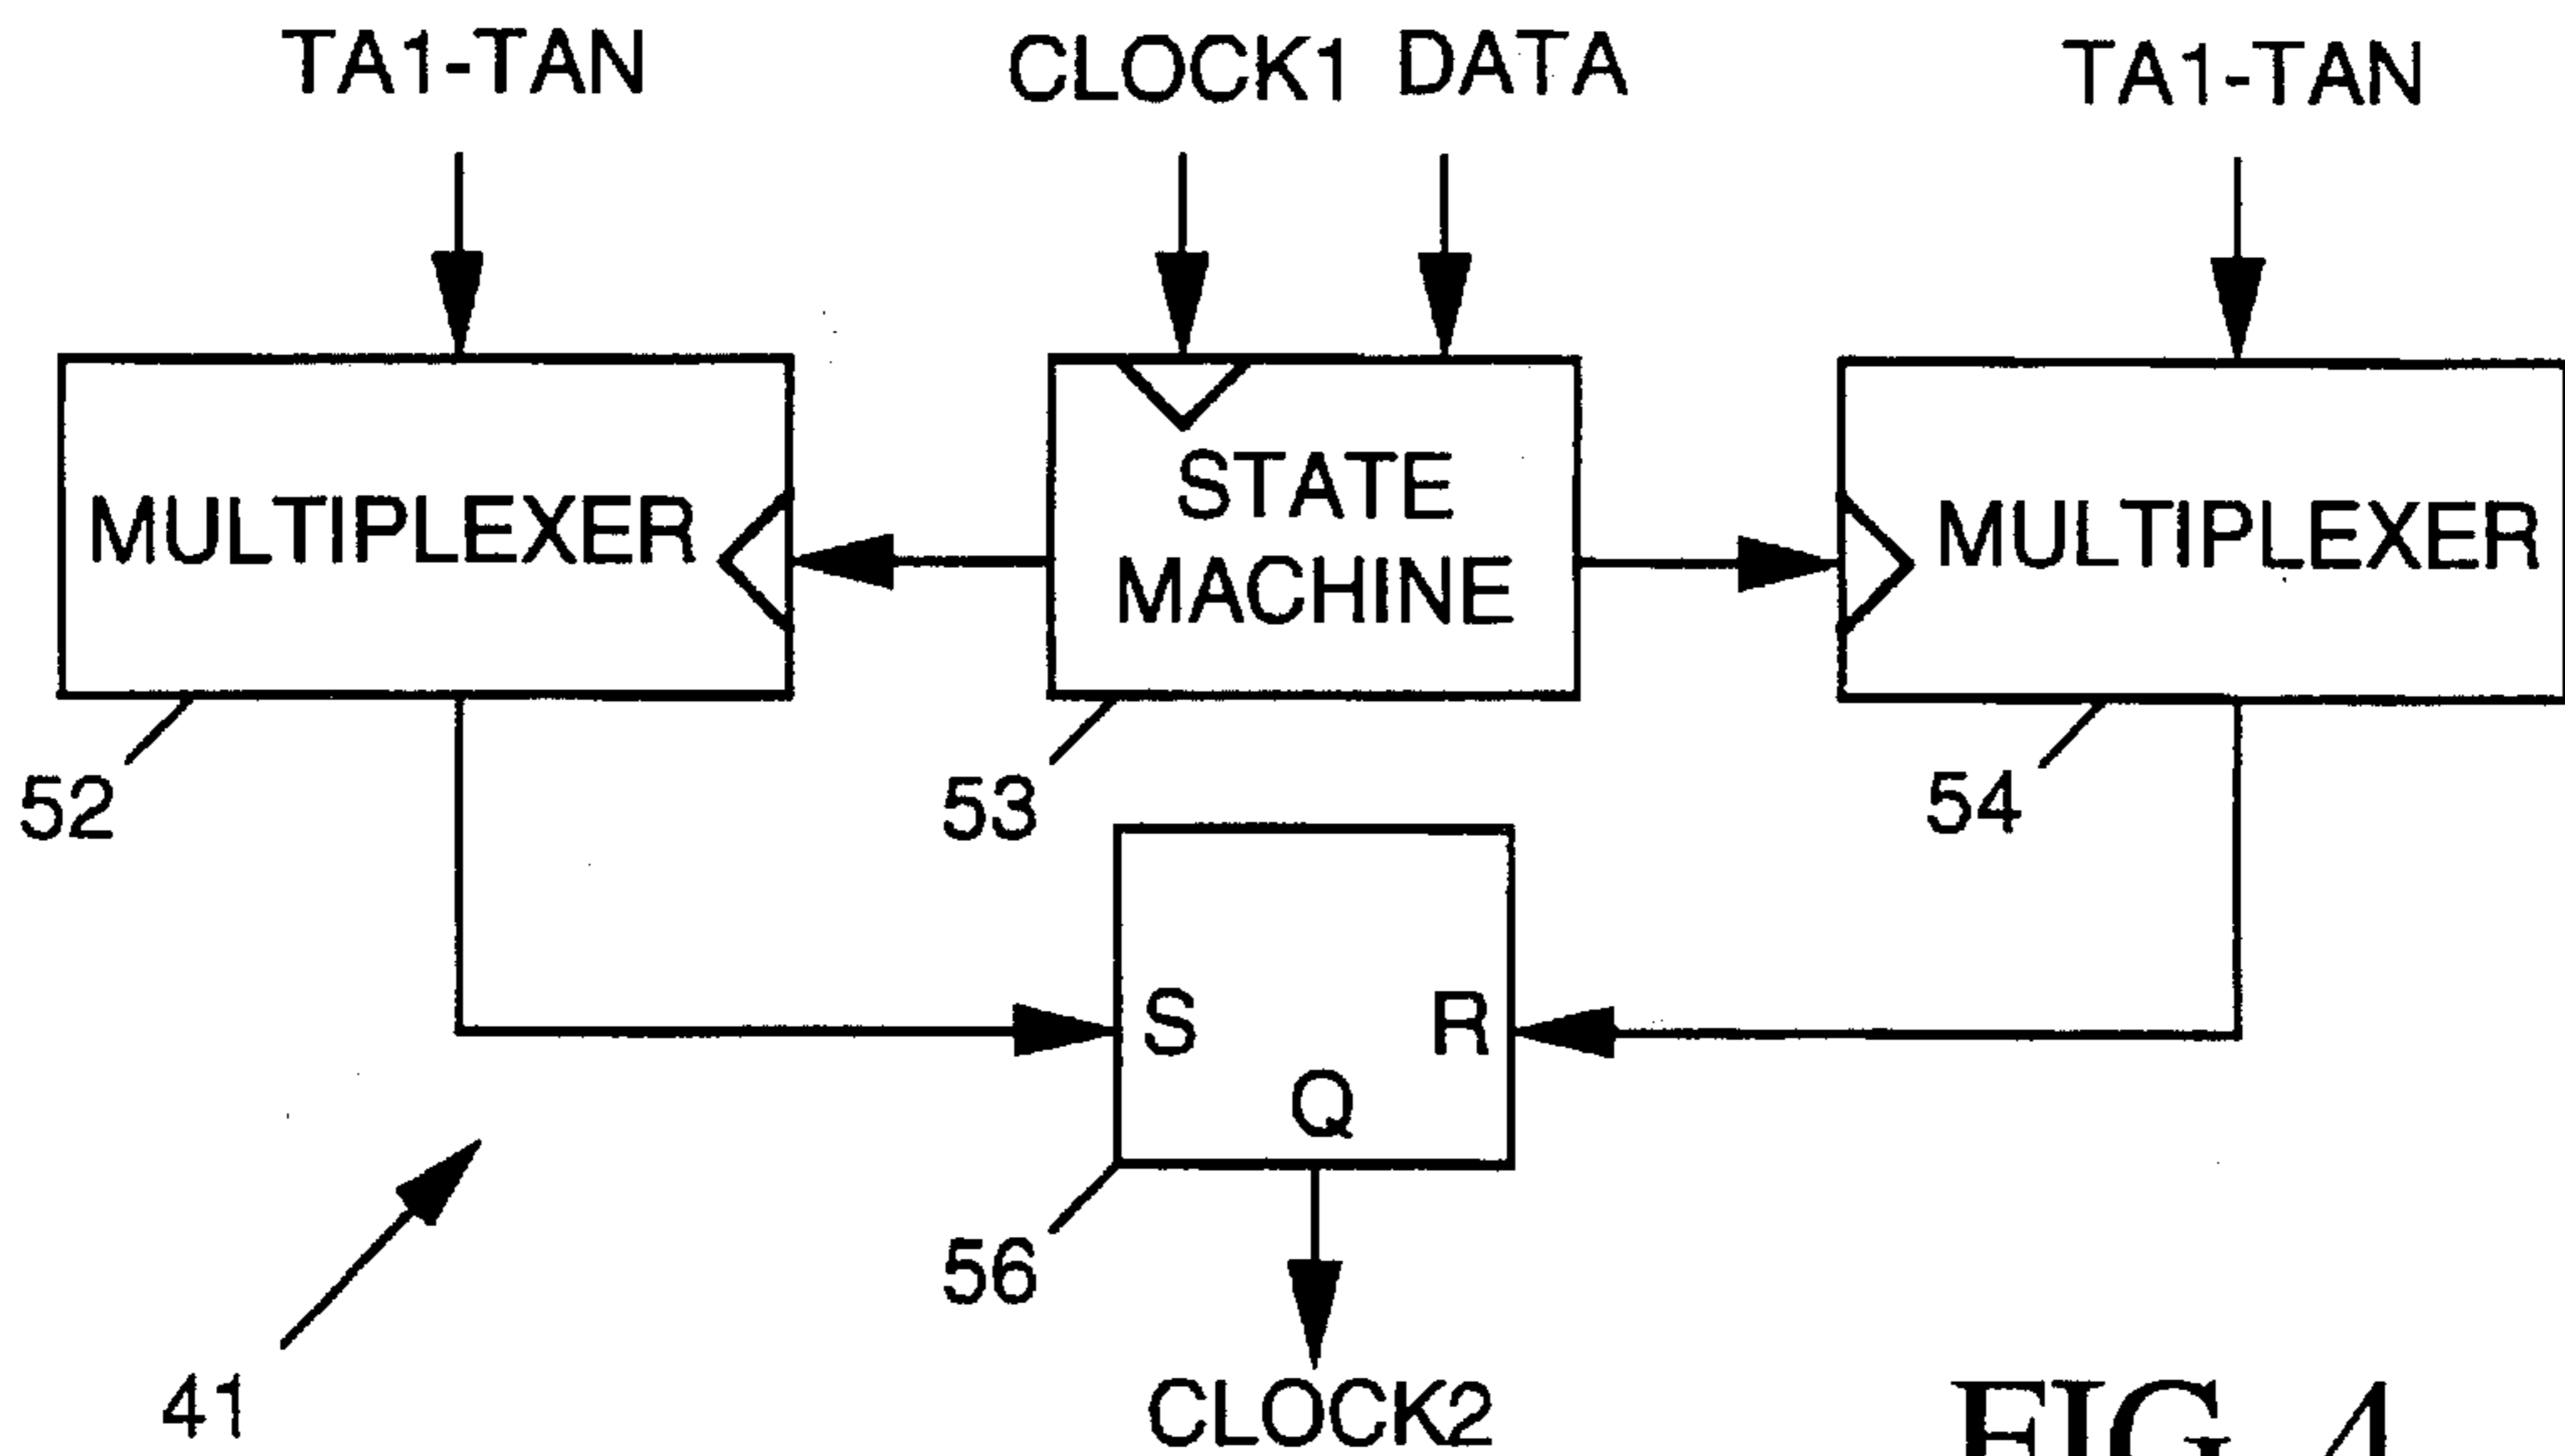 TA1-TAN
CLOCK1
DATA
TA1-TAN
MULTIPLEXER
STATE
MACHINE
MULTIPLEXER
52
53
54
S
R
Q
56
41
CLOCK2
FIG. 4